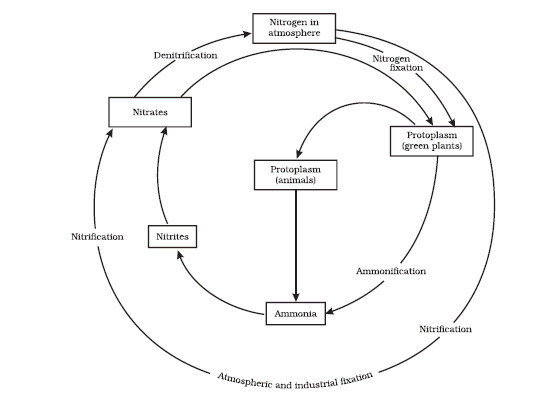 Nitrogen in
atmosphere
Denitrification
Nitrogen
fixation
Nitrates
Protoplasm
(green plants)
Protoplasm
(animals)
Nitrification
Nitrites
Ammonification
Ammonia
Nitrification
Atmospheric and industrial fixation